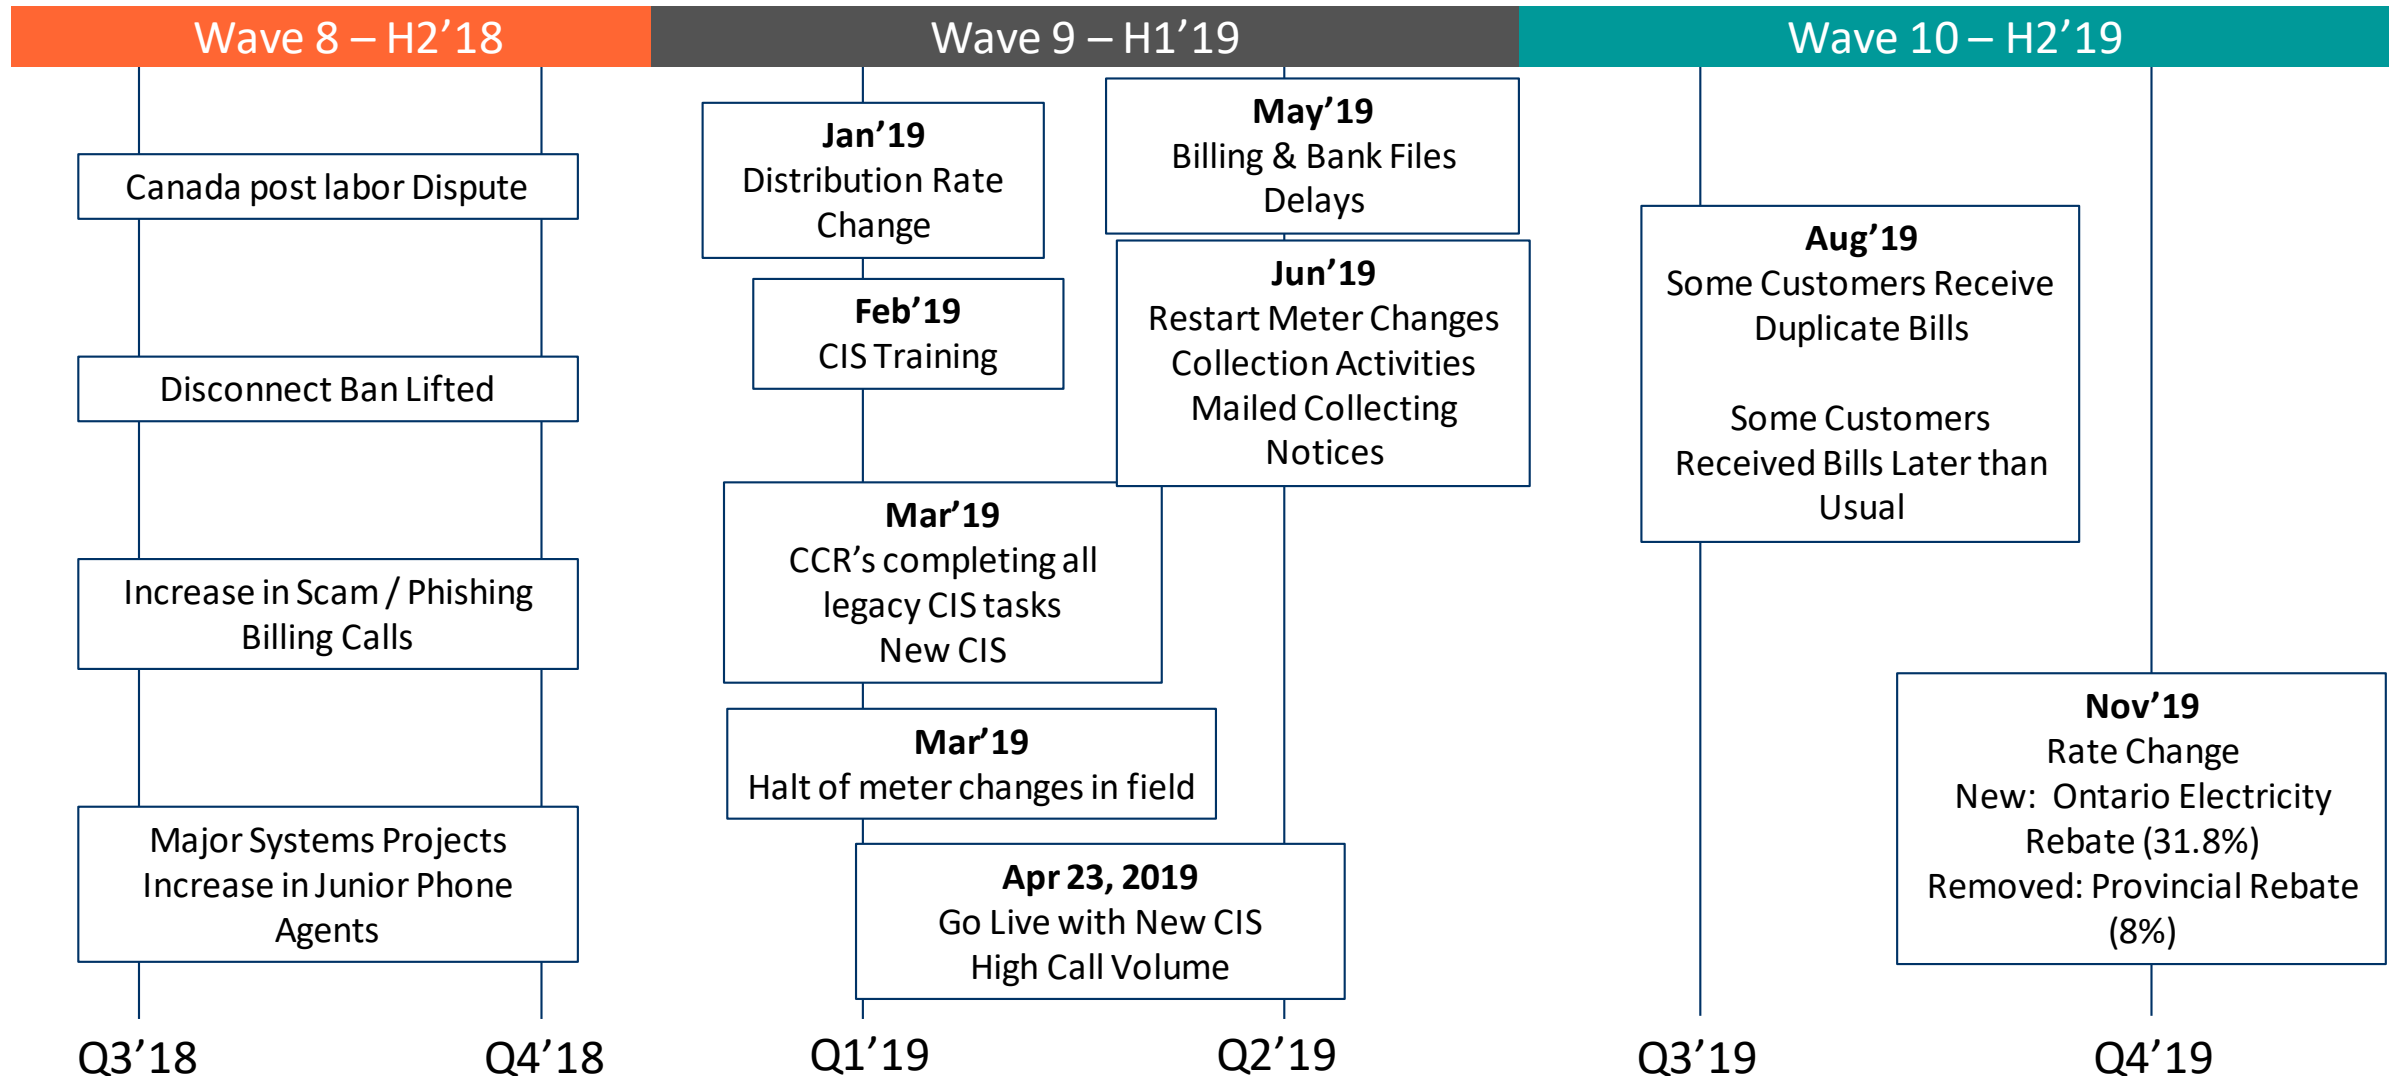 Wave 8 – H2’18
Wave 9 – H1’19
Wave 10 – H2’19
Canada post labor Dispute
Disconnect Ban Lifted
Increase in Scam / Phishing
Billing Calls
Major Systems Projects
Increase in Junior Phone
Agents
Jan’19
Distribution Rate
Change
Feb’19
CIS Training
Mar’19
CCR’s completing all
legacy CIS tasks
New CIS
Mar’19
Halt of meter changes in field
Apr 23, 2019
Go Live with New CIS
High Call Volume
May’19
Billing & Bank Files
Delays
Jun’19
Restart Meter Changes
Collection Activities
Mailed Collecting
Notices
Aug’19
Some Customers Receive
Duplicate Bills
Some Customers
Received Bills Later than
Usual
Nov’19
Rate Change
New:  Ontario Electricity
Rebate (31.8%)
Removed: Provincial Rebate
(8%)
Q3’18
Q4’18
Q1’19
Q2’19
Q3’19
Q4’19